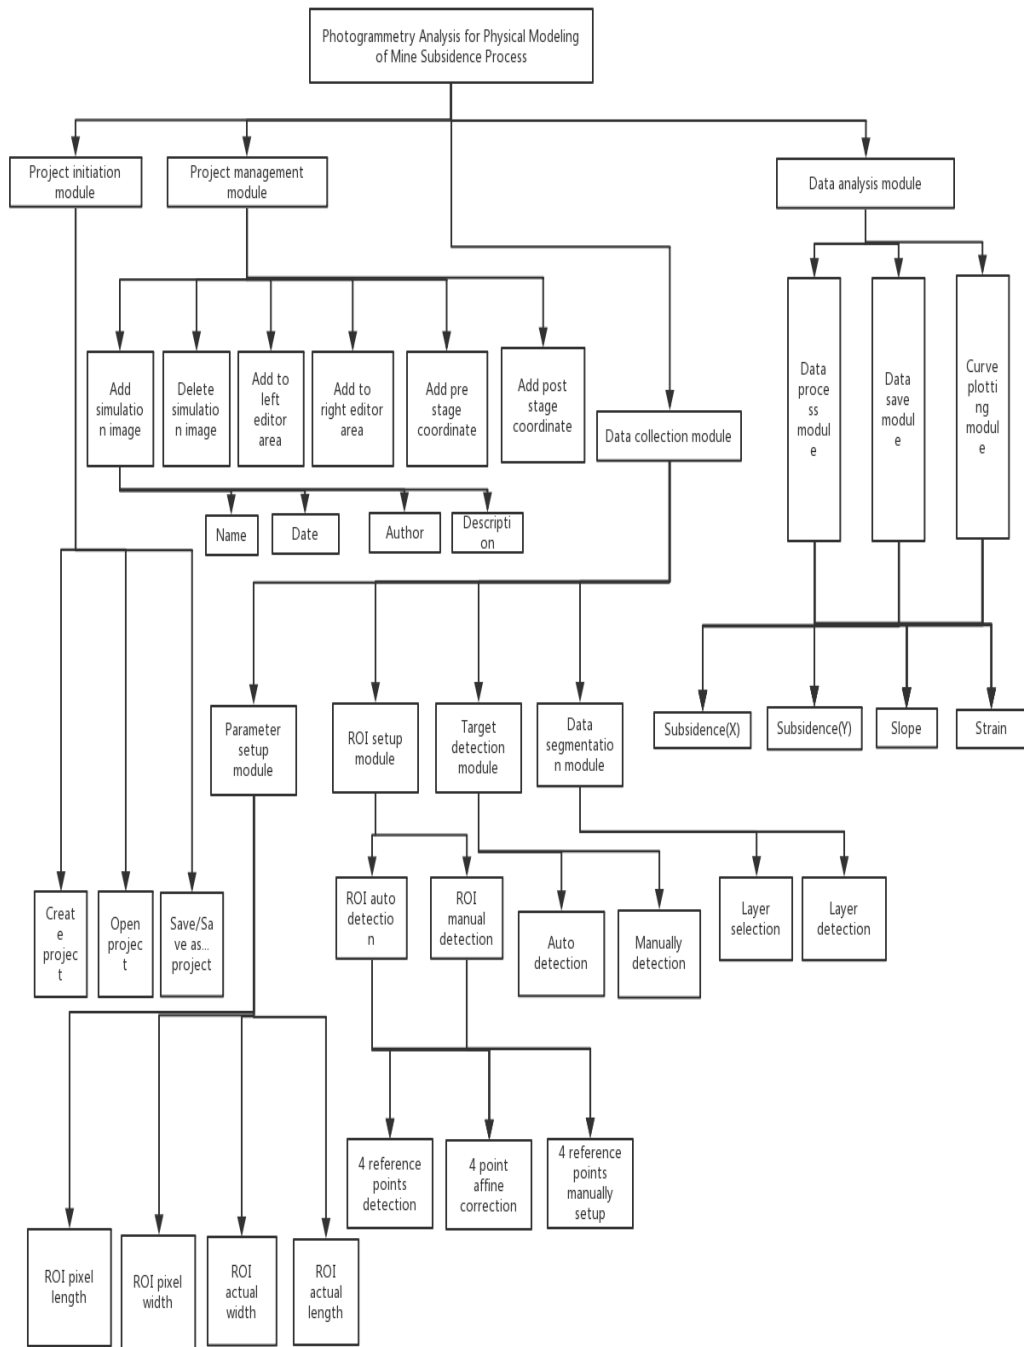 Photogrammetry Analysis for Physical Modeling
of Mine Subsidence Process
Project initiation
module
Project management
module
Data analysis module
Add
simulatio
n image
Delete
simulatio
n image
Add to
left
editor
area
Add to
right editor
area
Add pre
stage
coordinate
Add post
stage
coordinate
Data collection module
Data
proce
ss
modul
e
Data
save
modul
e
Curve
plotti
ng
modul
e
Name
Date
Author
Descripti
on
Parameter
setup
module
ROI setup
module
Target
detection
module
Data
segmentatio
n module
Subsidence(X)
Subsidence(Y)
Slope
Strain
Creat
e
projec
t
Open
projec
t
Save/Sa
ve as...
project
ROI auto
detectio
n
ROI
manual
detection
Auto
detection
Manually
detection
Layer
selection
Layer
detection
4 reference
points
detection
4 point
affine
correction
4 reference
points
manually
setup
ROI pixel
length
ROI pixel
width
ROI
actual
width
ROI
actual
length